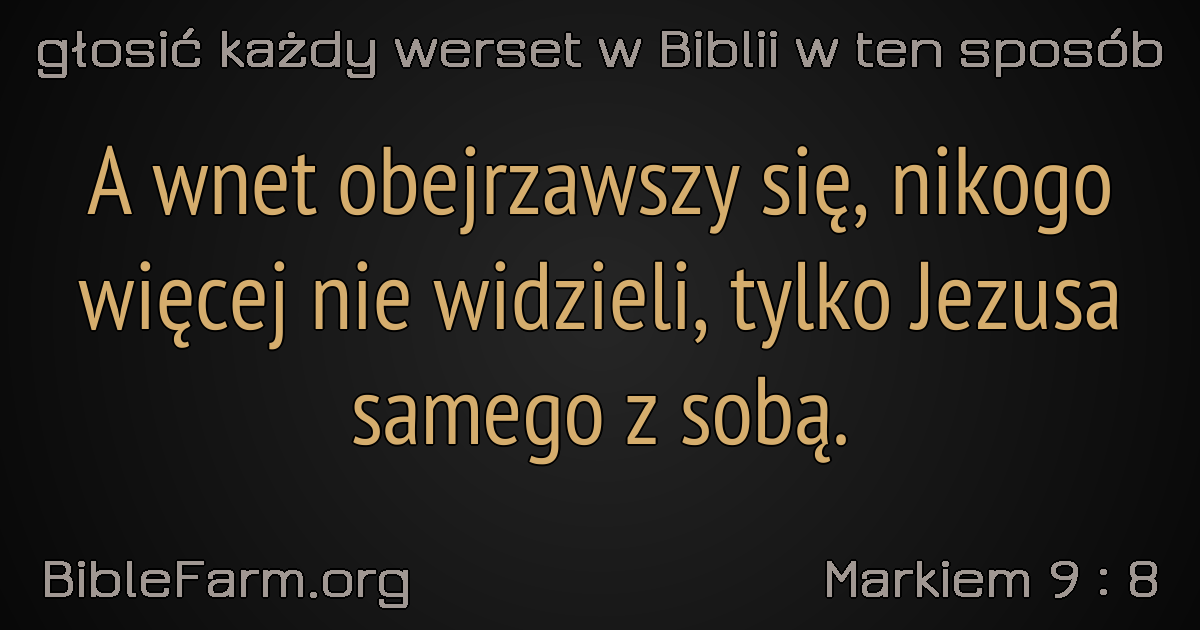 głosić każdy werset w Biblii w ten sposób
A wnet obejrzawszy się, nikogo
więcej nie widzieli, tylko Jezusa
samego z sobą.
BibleFarm.org
Markiem 9 : 8